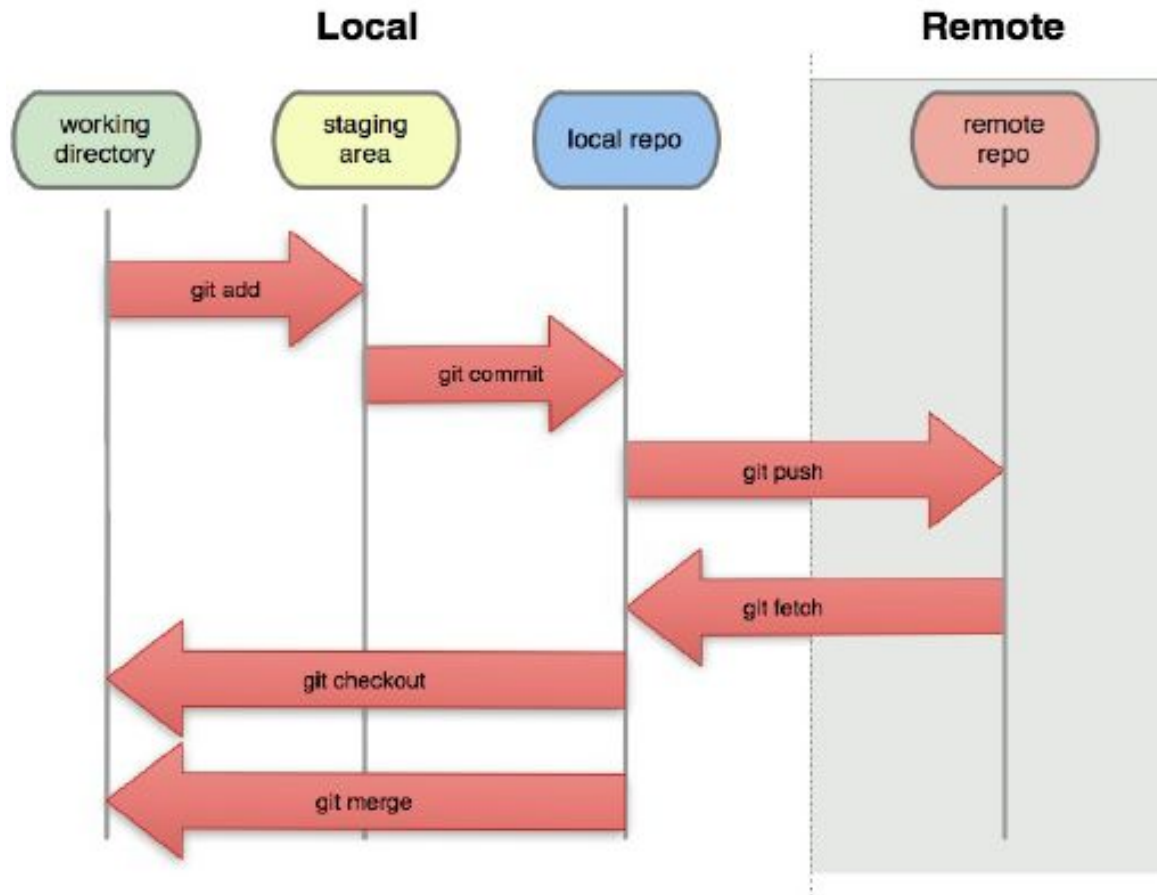 Local
Remote
working
directory
staging
area
local repo
remote
repo
git add
git commit
git push
git fetch
git checkout
git merge